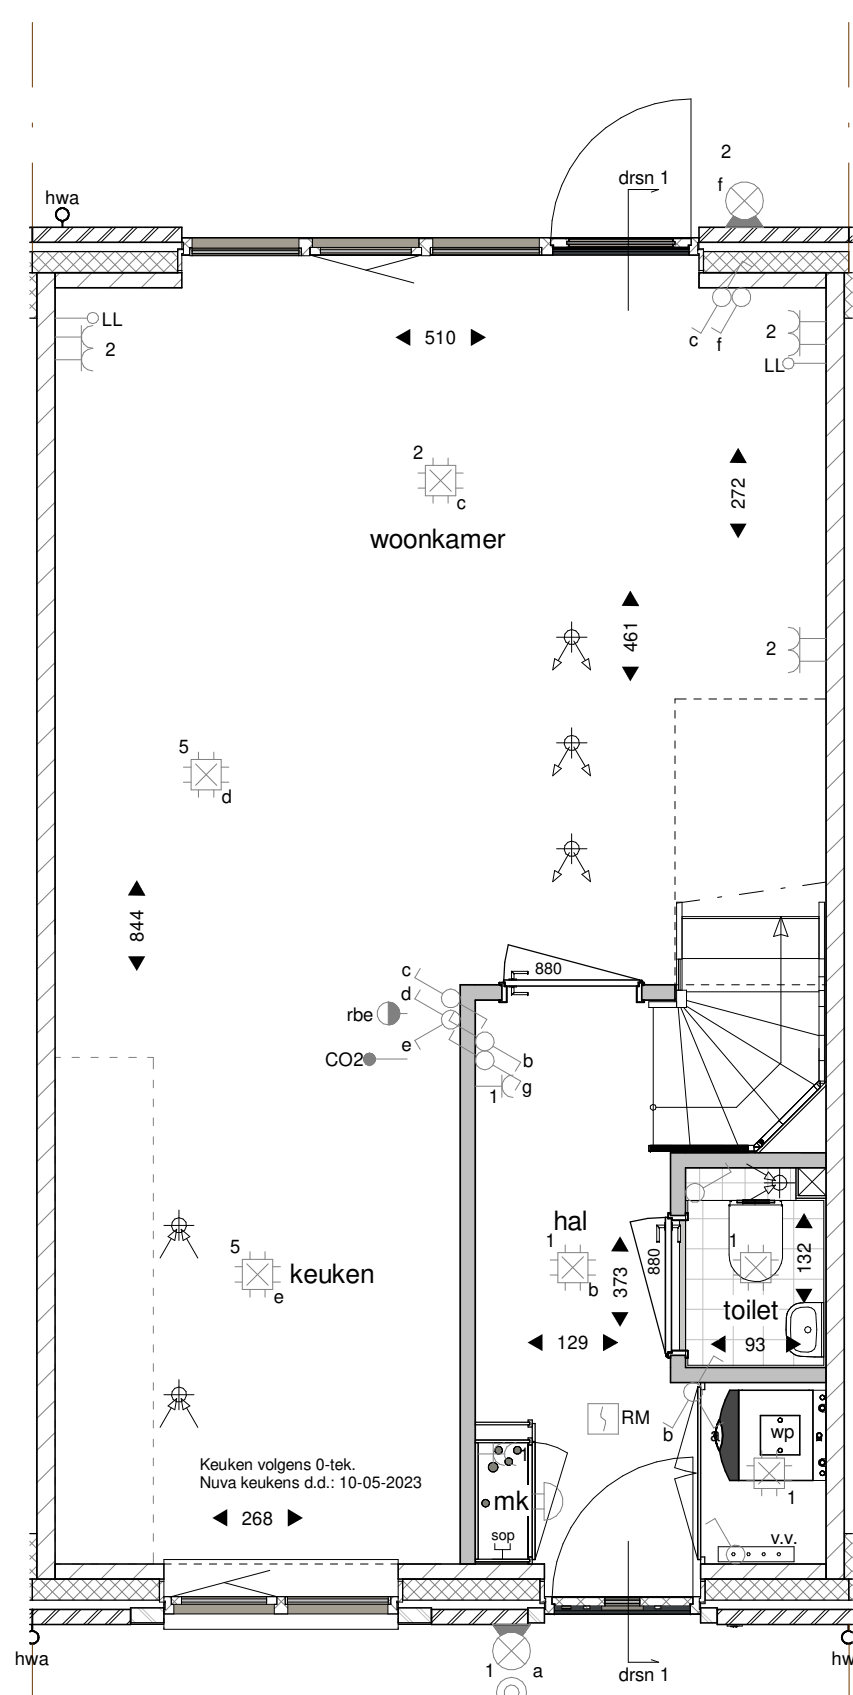 2
drsn 1
f
hwa
LL
2
c f
2
LL
510
2
c
272
woonkamer
461
2
5
d
844
880
c
d
rbe
e
CO2
b
1 g
hal
1
b
5
keuken
e
373
880
1
132
toilet
129
93
RM
b
a
wp
1
Keuken volgens 0-tek.
Nuva keukens d.d.: 10-05-2023
1
mk
268
sop
v.v.
hwa
1 a
drsn 1
hw